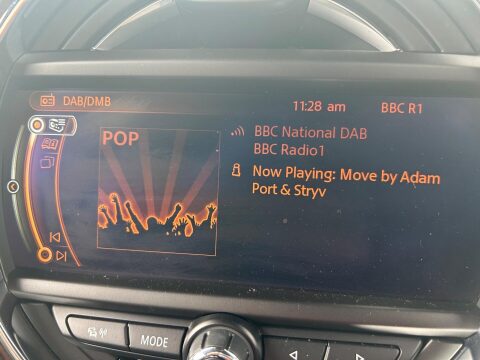 DAB/DMB
11:28 am
BBC R1
POP
BBC National DAB
BBC Radio1
Now Playing: Move by Adam
Port & Stryv
MODE